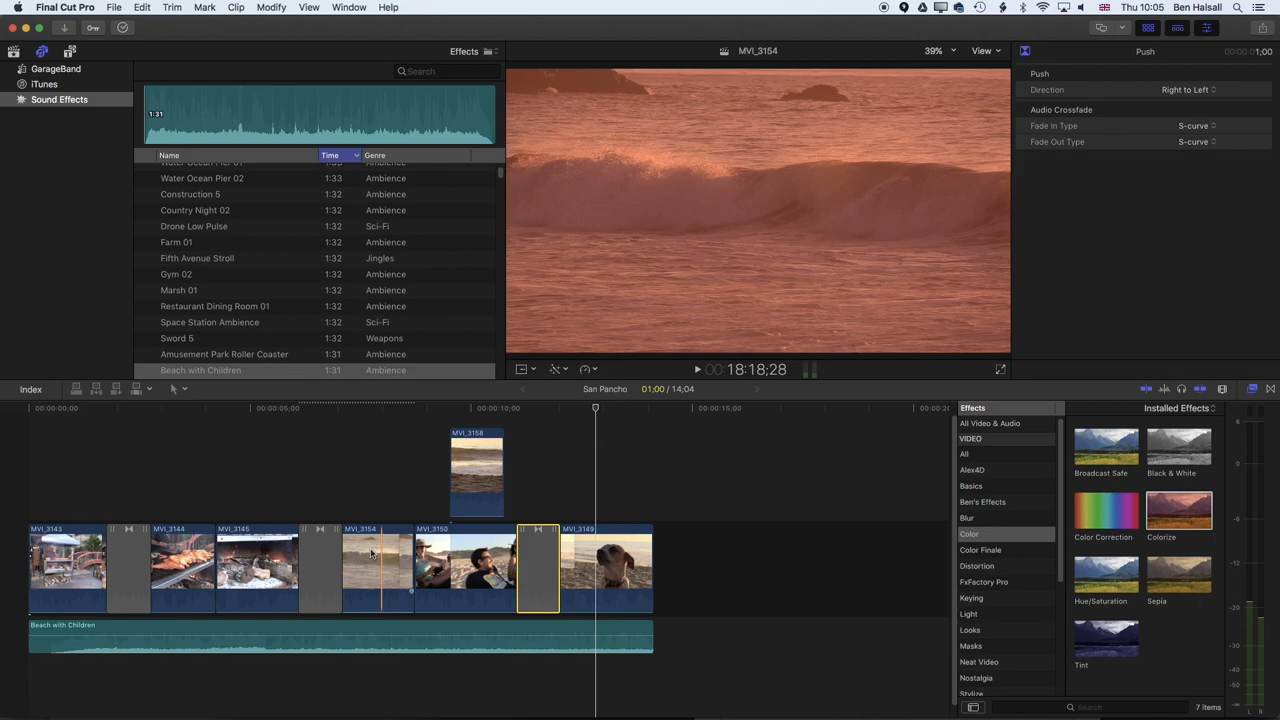 Final Cut Pro File Edit Trim Mark Clip Modify View Window Help Thu 10:05 Ben Halsall
Effects
MVI_3154 39% View
Push 00:00:01;00
GarageBand
iTunes
Sound Effects
Search
1:31
Name Time Genre
Water Ocean Pier 01 1:33 Ambience
Water Ocean Pier 02 1:33 Ambience
Construction 5 1:32 Ambience
Country Night 02 1:32 Ambience
Drone Low Pulse 1:32 Sci-Fi
Farm 01 1:32 Ambience
Fifth Avenue Stroll 1:32 Jingles
Gym 02 1:32 Ambience
Marsh 01 1:32 Ambience
Restaurant Dining Room 01 1:32 Ambience
Space Station Ambience 1:32 Sci-Fi
Sword 5 1:32 Weapons
Amusement Park Roller Coaster 1:31 Ambience
Beach with Children 1:31 Ambience
Push
Direction Right to Left
Audio Crossfade
Fade In Type S-curve
Fade Out Type S-curve
00:18:18;28
Index
San Pancho 01;00 / 14;04
00:00:00;00 00:00:05;00 00:00:10;00 00:00:15;00 00:00:20
MVI_3158
MVI_3143 MVI_3144 MVI_3145 MVI_3154 MVI_3150 MVI_3149
Beach with Children
Effects Installed Effects
All Video & Audio
VIDEO
All
Alex4D
Basics
Ben's Effects
Blur
Color
Color Finale
Distortion
FxFactory Pro
Keying
Light
Looks
Masks
Neat Video
Nostalgia
Stylize
Broadcast Safe Black & White
Color Correction Colorize
Hue/Saturation Sepia
Tint
Search 7 items
6
0
-6
-12
-20
-30
-40
-50
L R